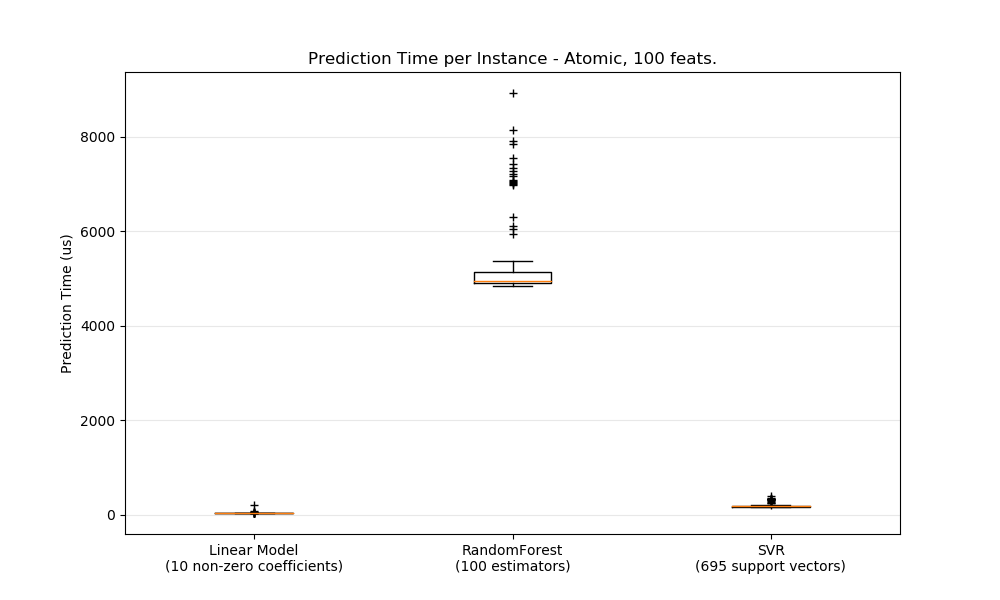 Prediction Time per Instance - Atomic, 100 feats.
Prediction Time (us)
8000
6000
4000
2000
0
Linear Model
(10 non-zero coefficients)
RandomForest
(100 estimators)
SVR
(695 support vectors)